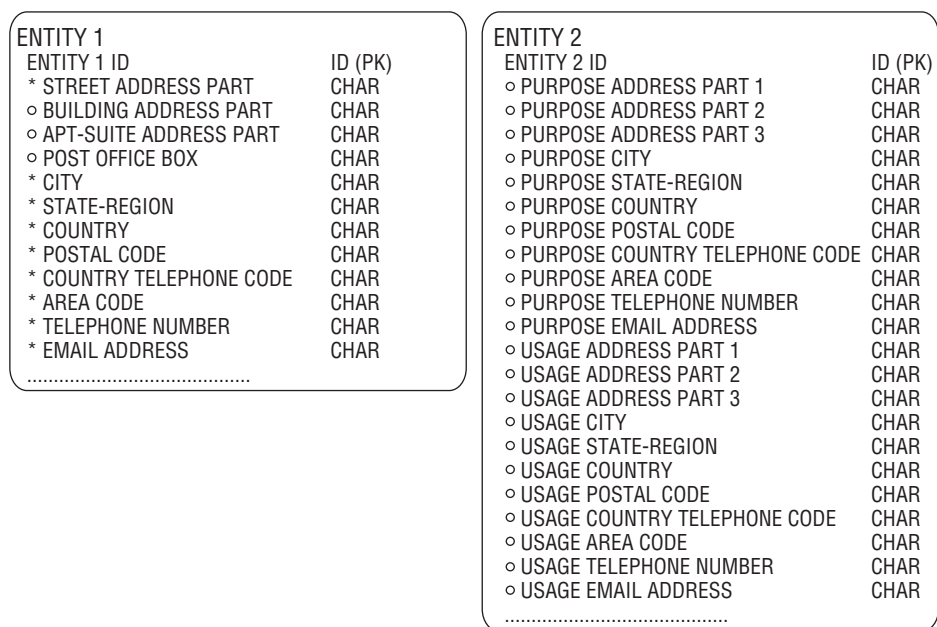 ENTITY 1
ENTITY 1 ID ID (PK)
* STREET ADDRESS PART CHAR
○ BUILDING ADDRESS PART CHAR
○ APT-SUITE ADDRESS PART CHAR
○ POST OFFICE BOX CHAR
* CITY CHAR
* STATE-REGION CHAR
* COUNTRY CHAR
* POSTAL CODE CHAR
* COUNTRY TELEPHONE CODE CHAR
* AREA CODE CHAR
* TELEPHONE NUMBER CHAR
* EMAIL ADDRESS CHAR
..........................................
ENTITY 2
ENTITY 2 ID ID (PK)
○ PURPOSE ADDRESS PART 1 CHAR
○ PURPOSE ADDRESS PART 2 CHAR
○ PURPOSE ADDRESS PART 3 CHAR
○ PURPOSE CITY CHAR
○ PURPOSE STATE-REGION CHAR
○ PURPOSE COUNTRY CHAR
○ PURPOSE POSTAL CODE CHAR
○ PURPOSE COUNTRY TELEPHONE CODE CHAR
○ PURPOSE AREA CODE CHAR
○ PURPOSE TELEPHONE NUMBER CHAR
○ PURPOSE EMAIL ADDRESS CHAR
○ USAGE ADDRESS PART 1 CHAR
○ USAGE ADDRESS PART 2 CHAR
○ USAGE ADDRESS PART 3 CHAR
○ USAGE CITY CHAR
○ USAGE STATE-REGION CHAR
○ USAGE COUNTRY CHAR
○ USAGE POSTAL CODE CHAR
○ USAGE COUNTRY TELEPHONE CODE CHAR
○ USAGE AREA CODE CHAR
○ USAGE TELEPHONE NUMBER CHAR
○ USAGE EMAIL ADDRESS CHAR
..........................................